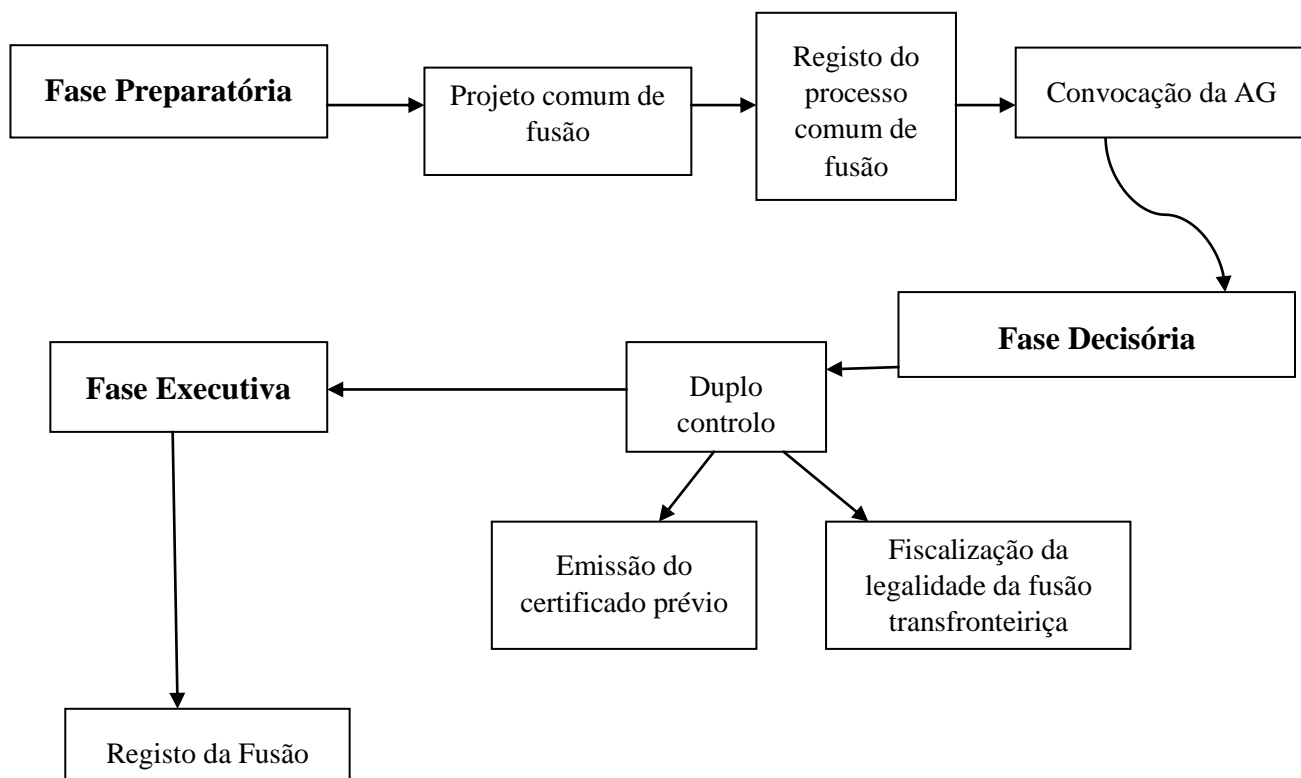 Fase Preparatória
Projeto comum de
fusão
Registo do
processo
comum de
fusão
Convocação da AG
Fase Decisória
Duplo
controlo
Fase Executiva
Emissão do
certificado prévio
Fiscalização da
legalidade da fusão
transfronteiriça
Registo da Fusão